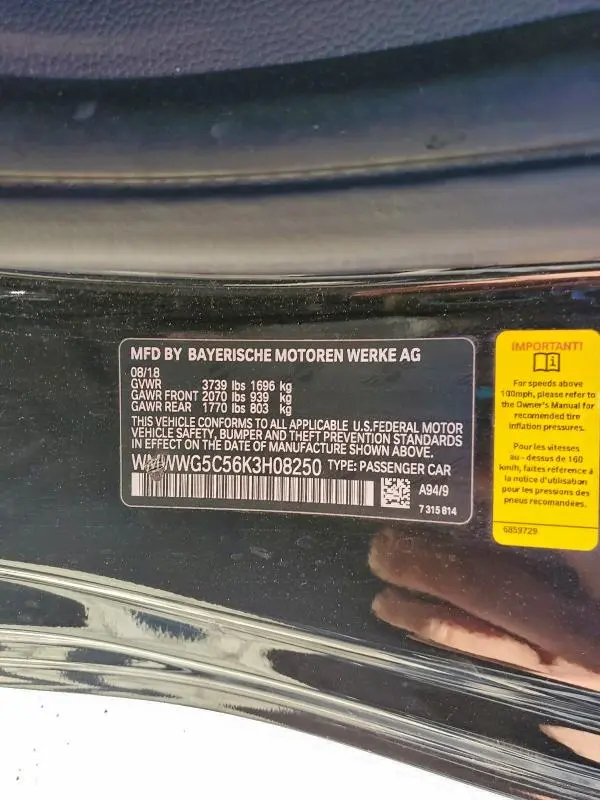 MFD BY BAYERISCHE MOTOREN WERKE AG
08/18
GVWR 3739 lbs 1696 kg
GAWR FRONT 2070 lbs 939 kg
GAWR REAR 1770 lbs 803 kg
THIS VEHICLE CONFORMS TO ALL APPLICABLE U.S.FEDERAL MOTOR
VEHICLE SAFETY, BUMPER AND THEFT PREVENTION STANDARDS
IN EFFECT ON THE DATE OF MANUFACTURE SHOWN ABOVE.
WMWWG5C56K3H08250 TYPE: PASSENGER CAR
A94/9
7 315 814
IMPORTANT!
For speeds above
100mph, please refer to
the Owner's Manual for
recomended tire
inflation pressures.
Pour les vitesses
au - dessus de 160
km/h, faites référence à
la notice d'utilisation
pour les pressions des
pneus recomandées.
6859729